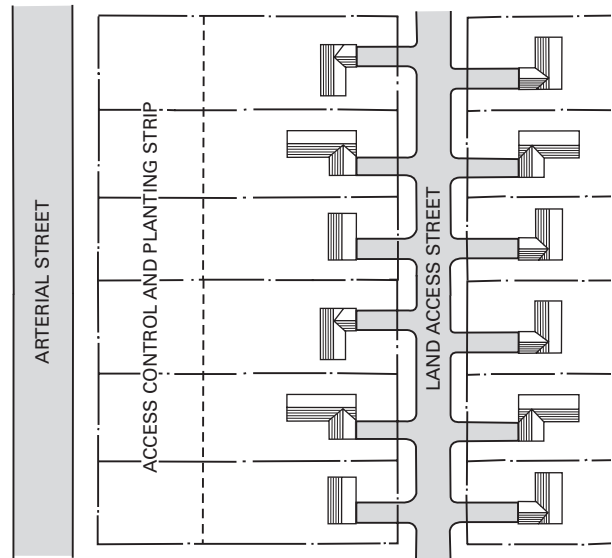 ARTERIAL STREET
ACCESS CONTROL AND PLANTING STRIP
LAND ACCESS STREET